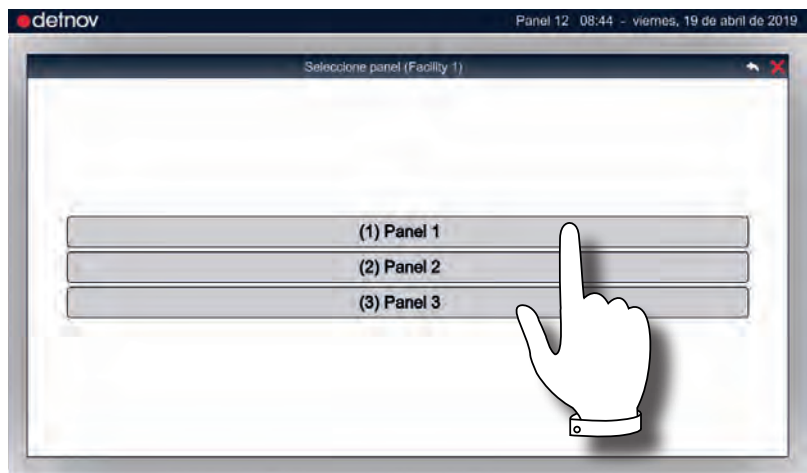 detnov
Panel 12 08:44 - viernes, 19 de abril de 2019
Seleccione panel (Facility 1)
(1) Panel 1
(2) Panel 2
(3) Panel 3